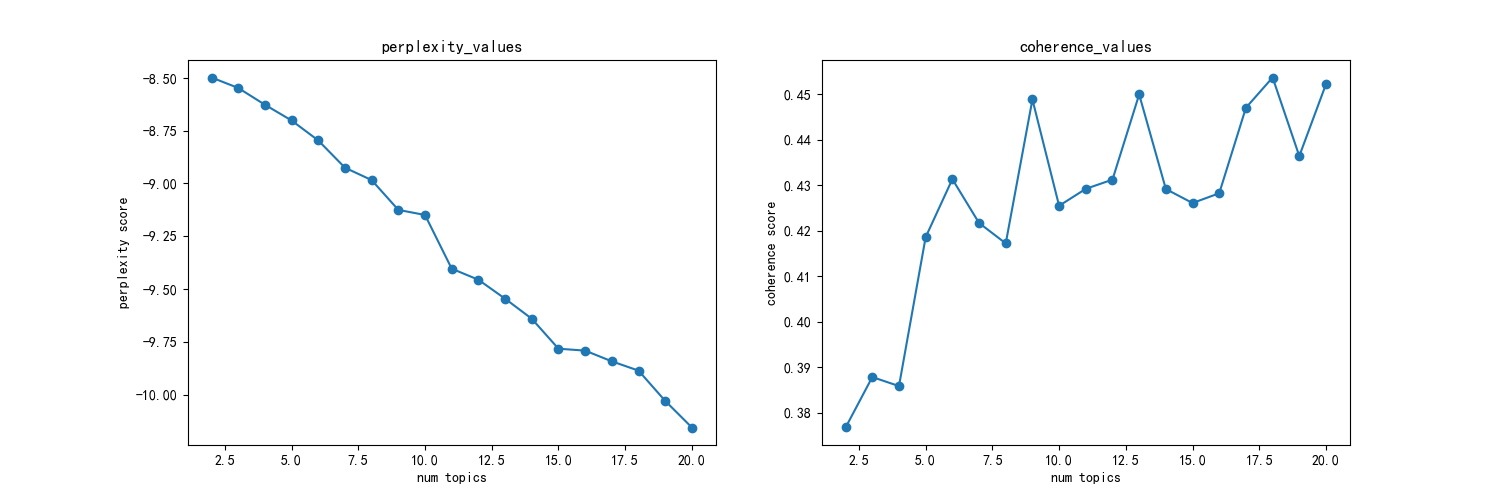 perplexity_values
perplexity score
−8.50
−8.75
−9.00
−9.25
−9.50
−9.75
−10.00
2.5 5.0 7.5 10.0 12.5 15.0 17.5 20.0
num topics
coherence_values
coherence score
0.45
0.44
0.43
0.42
0.41
0.40
0.39
0.38
2.5 5.0 7.5 10.0 12.5 15.0 17.5 20.0
num topics